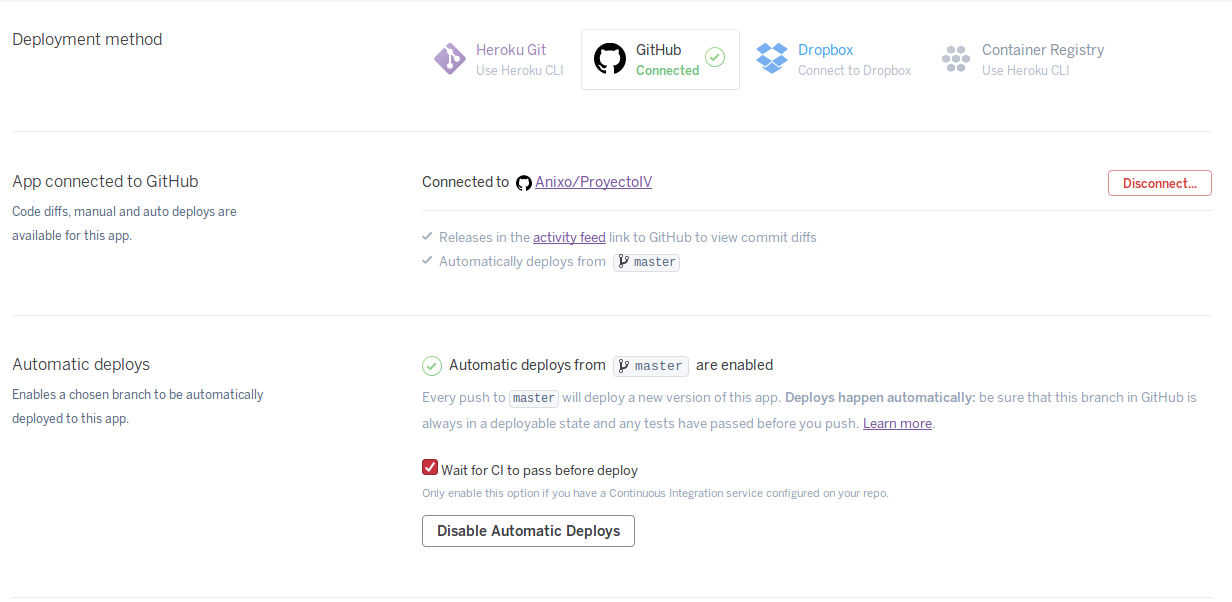 Deployment method
Heroku Git
Use Heroku CLI
GitHub
Connected
Dropbox
Connect to Dropbox
Container Registry
Use Heroku CLI
App connected to GitHub
Code diffs, manual and auto deploys are
available for this app.
Connected to Anixo/ProyectoIV
Disconnect...
Releases in the activity feed link to GitHub to view commit diffs
Automatically deploys from master
Automatic deploys
Enables a chosen branch to be automatically
deployed to this app.
Automatic deploys from master are enabled
Every push to master will deploy a new version of this app. Deploys happen automatically: be sure that this branch in GitHub is
always in a deployable state and any tests have passed before you push. Learn more.
Wait for CI to pass before deploy
Only enable this option if you have a Continuous Integration service configured on your repo.
Disable Automatic Deploys